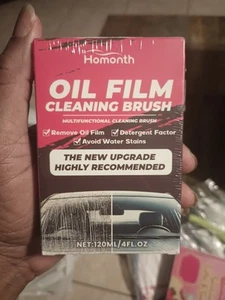 Homonth
OIL FILM
CLEANING BRUSH
MULTIFUNCTIONAL CLEANING BRUSH
Remove Oil Film Detergent Factor
Avoid Water Stains
THE NEW UPGRADE
HIGHLY RECOMMENDED
NET:120ML/4FL.OZ